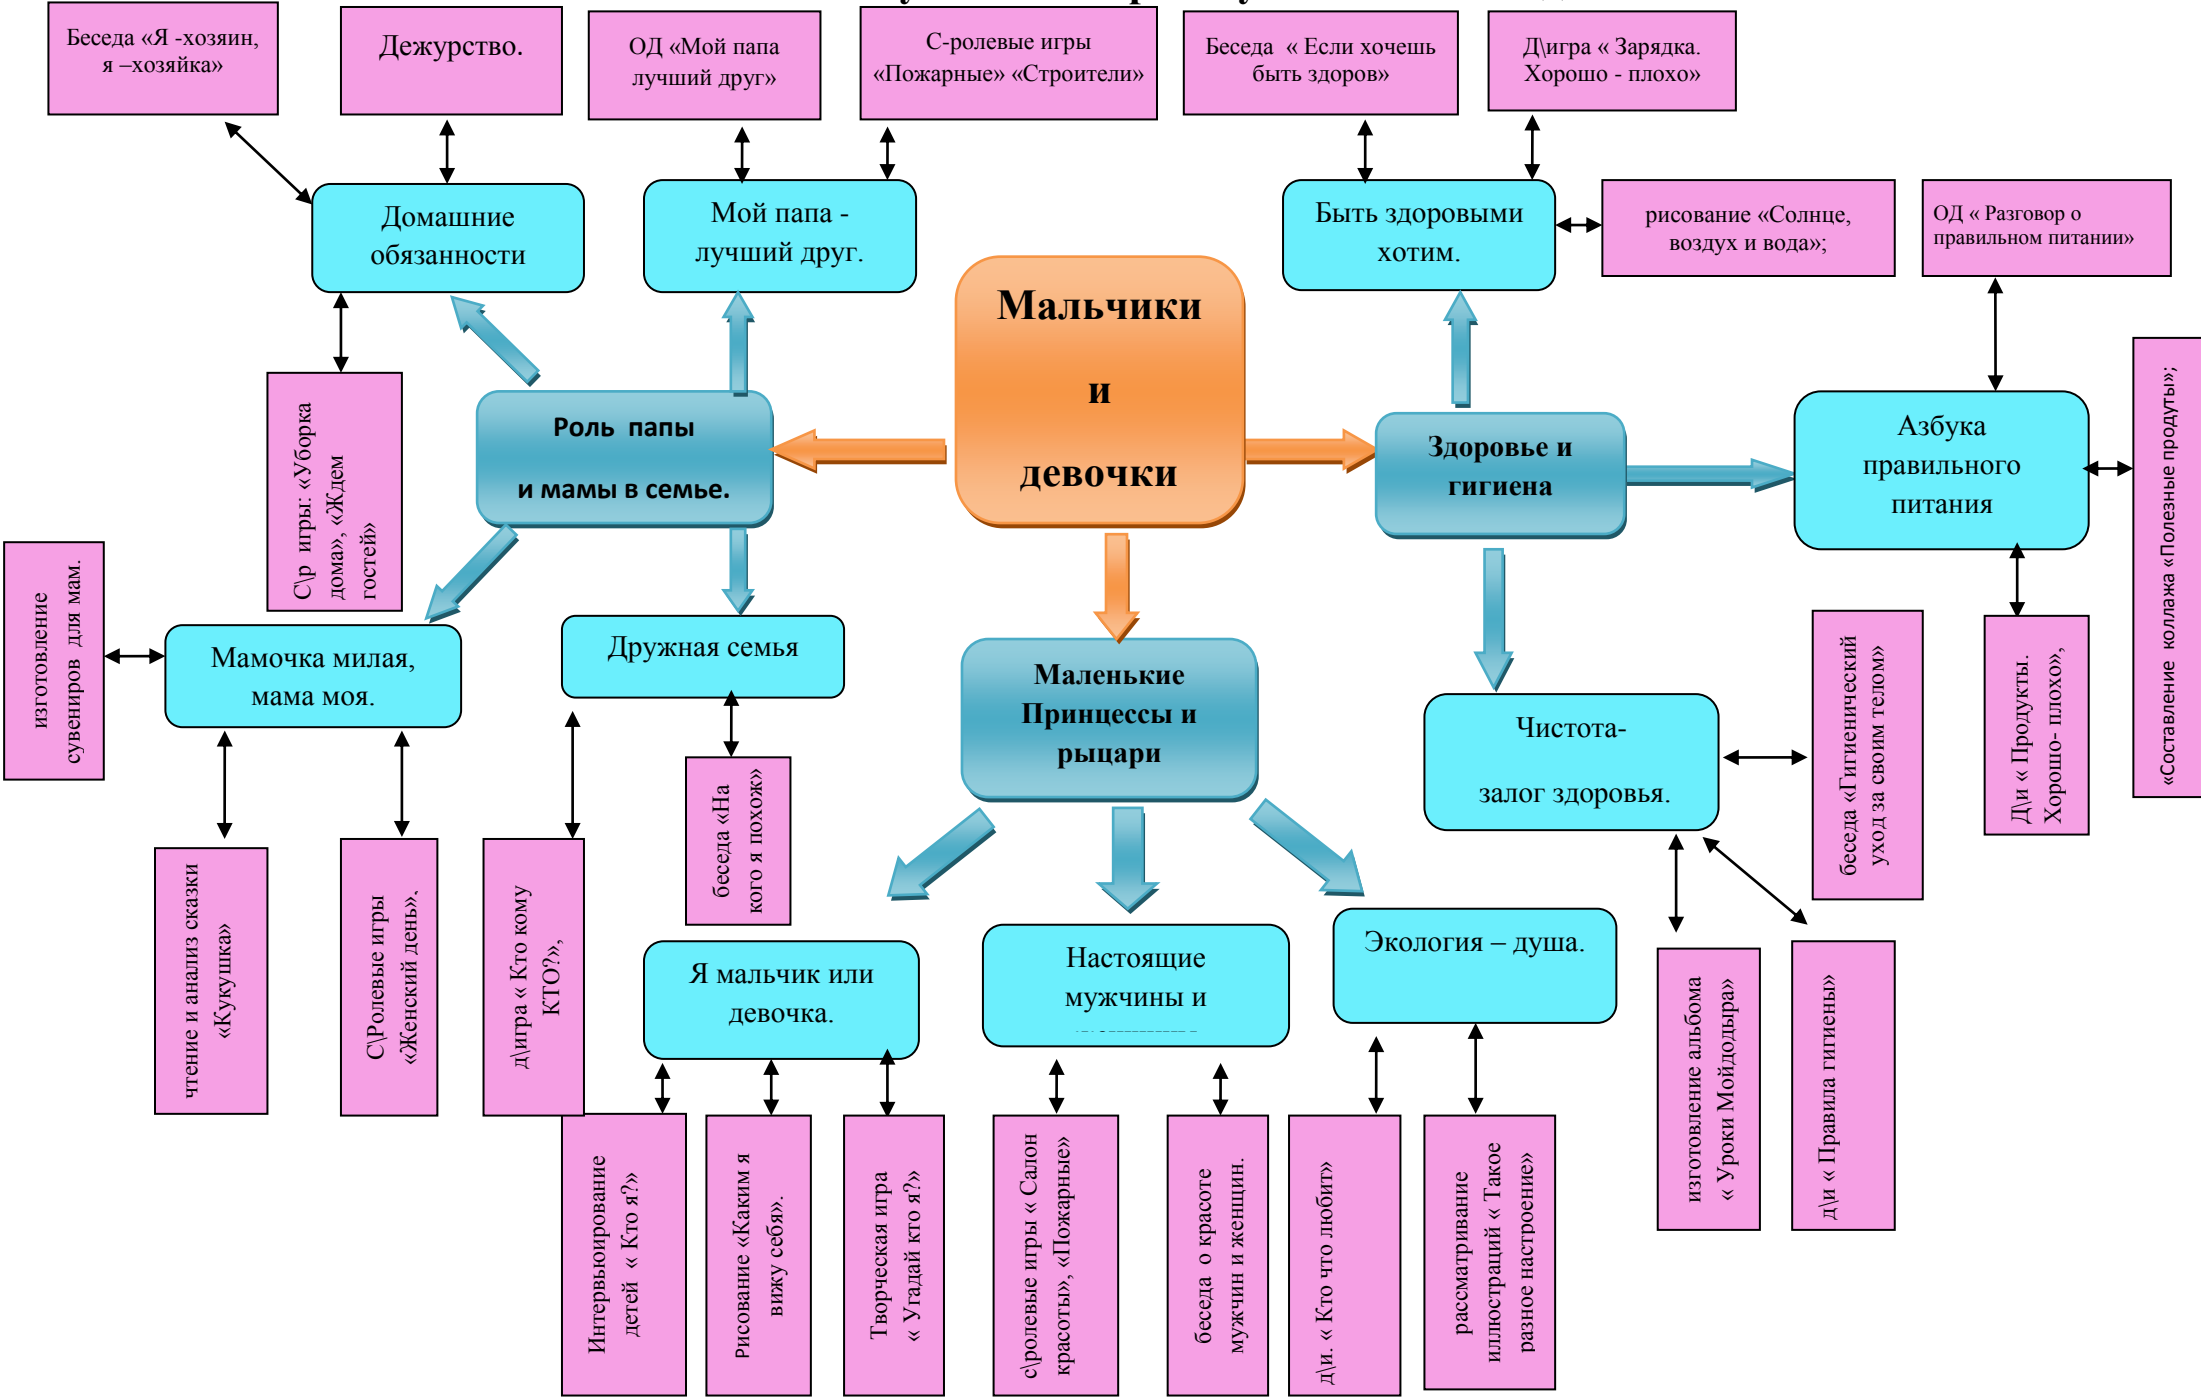 Беседа «Я -хозяин,
я –хозяйка»
Дежурство.
ОД «Мой папа
лучший друг»
С-ролевые игры
«Пожарные» «Строители»
Беседа « Если хочешь
быть здоров»
Д\игра « Зарядка.
Хорошо - плохо»
Домашние
обязанности
Мой папа -
лучший друг.
Быть здоровыми
хотим.
рисование «Солнце,
воздух и вода»;
ОД « Разговор о
правильном питании»
Мальчики
и
девочки
С\р игры: «Уборка
дома», «Ждем
гостей»
Роль папы
и мамы в семье.
Здоровье и
гигиена
Азбука
правильного
питания
«Составление коллажа «Полезные продуты»;
изготовление
сувениров для мам.
Мамочка милая,
мама моя.
Дружная семья
Маленькие
Принцессы и
рыцари
Чистота-
залог здоровья.
беседа «Гигиенический
уход за своим телом»
Д\и « Продукты.
Хорошо- плохо»,
беседа «На
кого я похож»
чтение и анализ сказки
«Кукушка»
С\Ролевые игры
«Женский день»,
д\игра « Кто кому
КТО?»,
Я мальчик или
девочка.
Настоящие
мужчины и
Экология – душа.
изготовление альбома
« Уроки Мойдодыра»
д\и « Правила гигиены»
Интервьюирование
детей « Кто я?»
Рисование «Каким я
вижу себя».
Творческая игра
« Угадай кто я?»
с\ролевые игры « Салон
красоты», «Пожарные»
беседа о красоте
мужчин и женщин.
д\и. « Кто что любит»
рассматривание
иллюстраций « Такое
разное настроение»